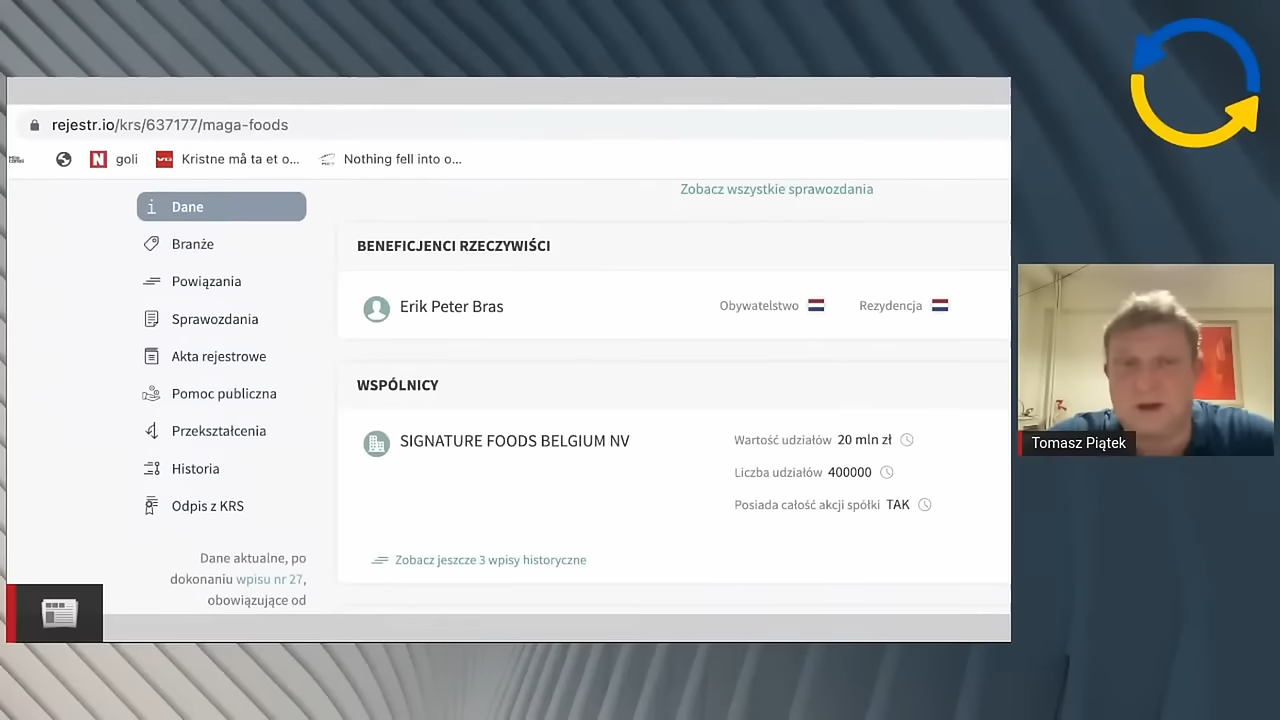 rejestr.io/krs/637177/maga-foods
N goli VG Kristne må ta et o... Nothing fell into o...
Zobacz wszystkie sprawozdania
Dane
Branże
Powiązania
Sprawozdania
Akta rejestrowe
Pomoc publiczna
Przekształcenia
Historia
Odpis z KRS
Dane aktualne, po
dokonaniu wpisu nr 27,
obowiązujące od
BENEFICJENCI RZECZYWIŚCI
Erik Peter Bras Obywatelstwo Rezydencja
WSPÓLNICY
SIGNATURE FOODS BELGIUM NV Wartość udziałów 20 mln zł
Liczba udziałów 400000
Posiada całość akcji spółki TAK
Zobacz jeszcze 3 wpisy historyczne
Tomasz Piątek